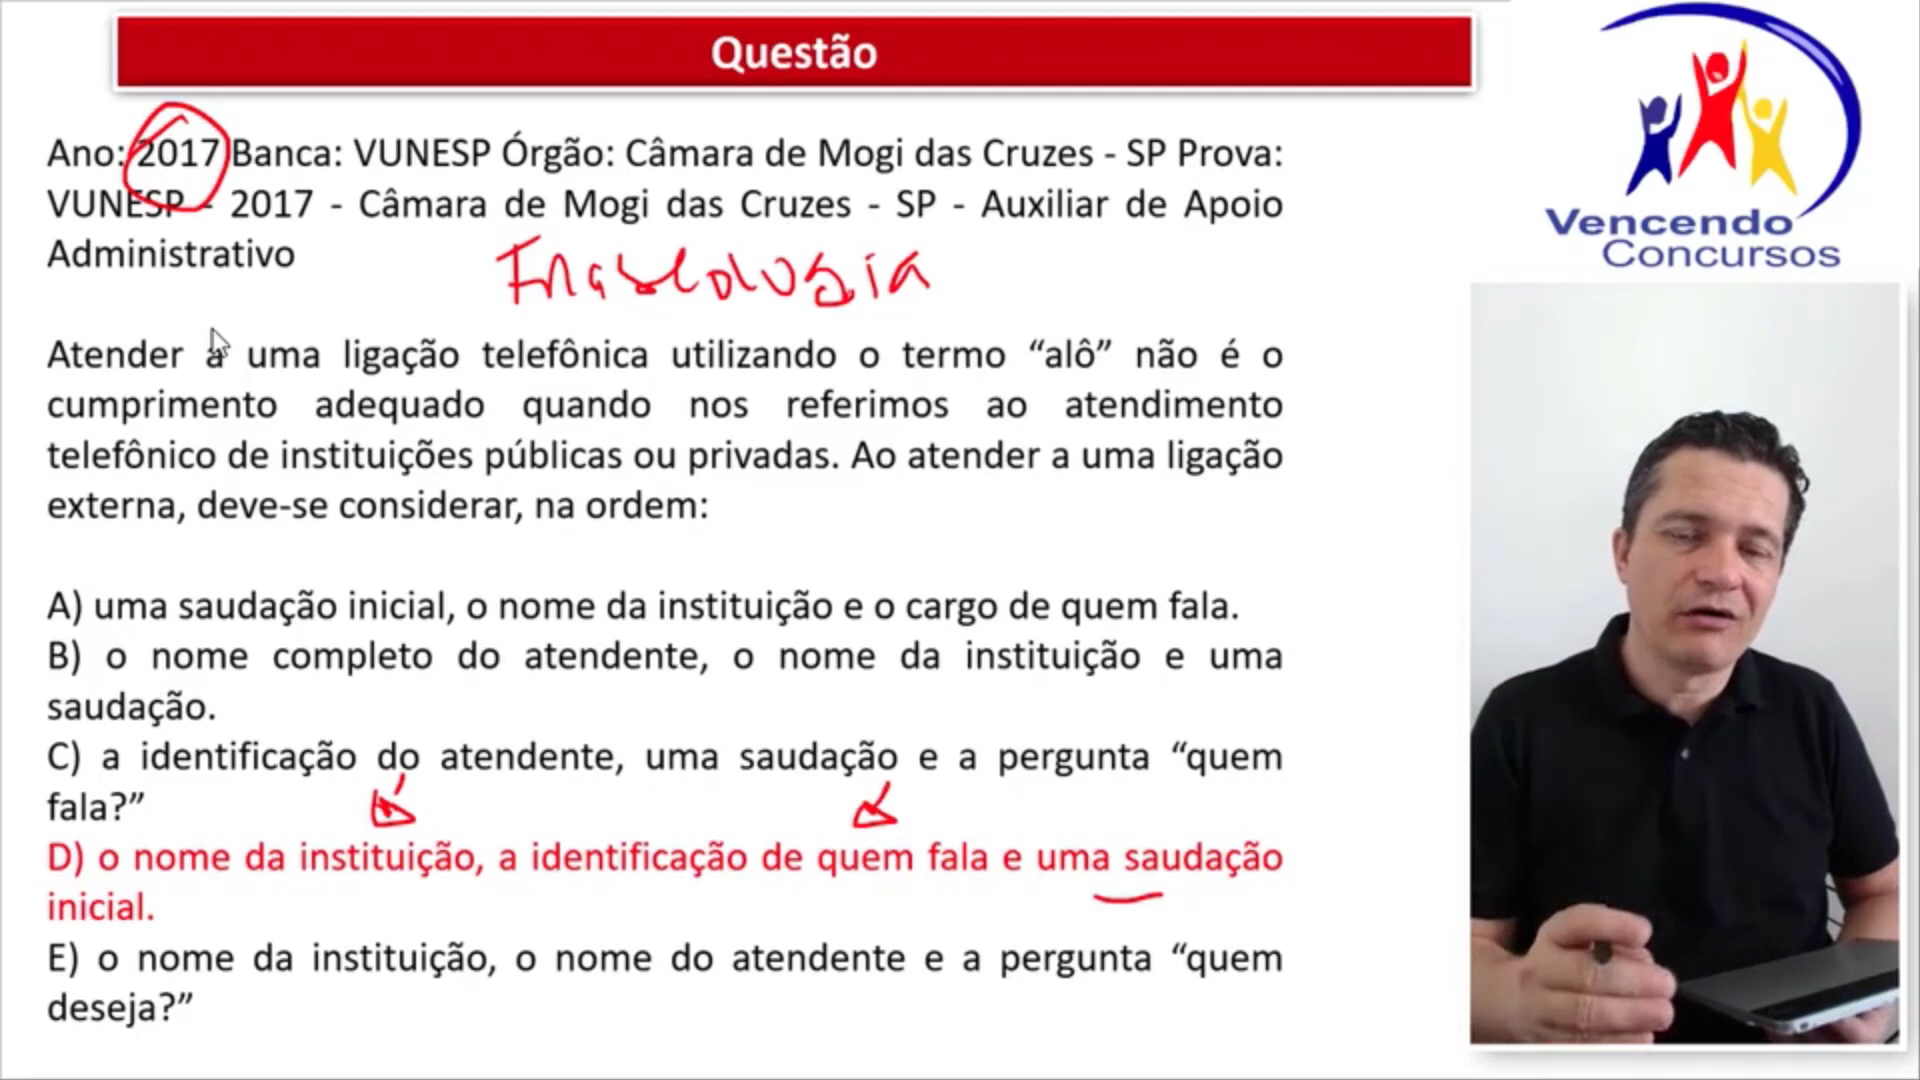 Questão
Ano: 2017 Banca: VUNESP Órgão: Câmara de Mogi das Cruzes - SP Prova:
VUNESP - 2017 - Câmara de Mogi das Cruzes - SP - Auxiliar de Apoio
Administrativo
Fraseologia
Atender a uma ligação telefônica utilizando o termo “alô” não é o
cumprimento adequado quando nos referimos ao atendimento
telefônico de instituições públicas ou privadas. Ao atender a uma ligação
externa, deve-se considerar, na ordem:
A) uma saudação inicial, o nome da instituição e o cargo de quem fala.
B) o nome completo do atendente, o nome da instituição e uma
saudação.
C) a identificação do atendente, uma saudação e a pergunta “quem
fala?”
D) o nome da instituição, a identificação de quem fala e uma saudação
inicial.
E) o nome da instituição, o nome do atendente e a pergunta “quem
deseja?”
Vencendo
Concursos